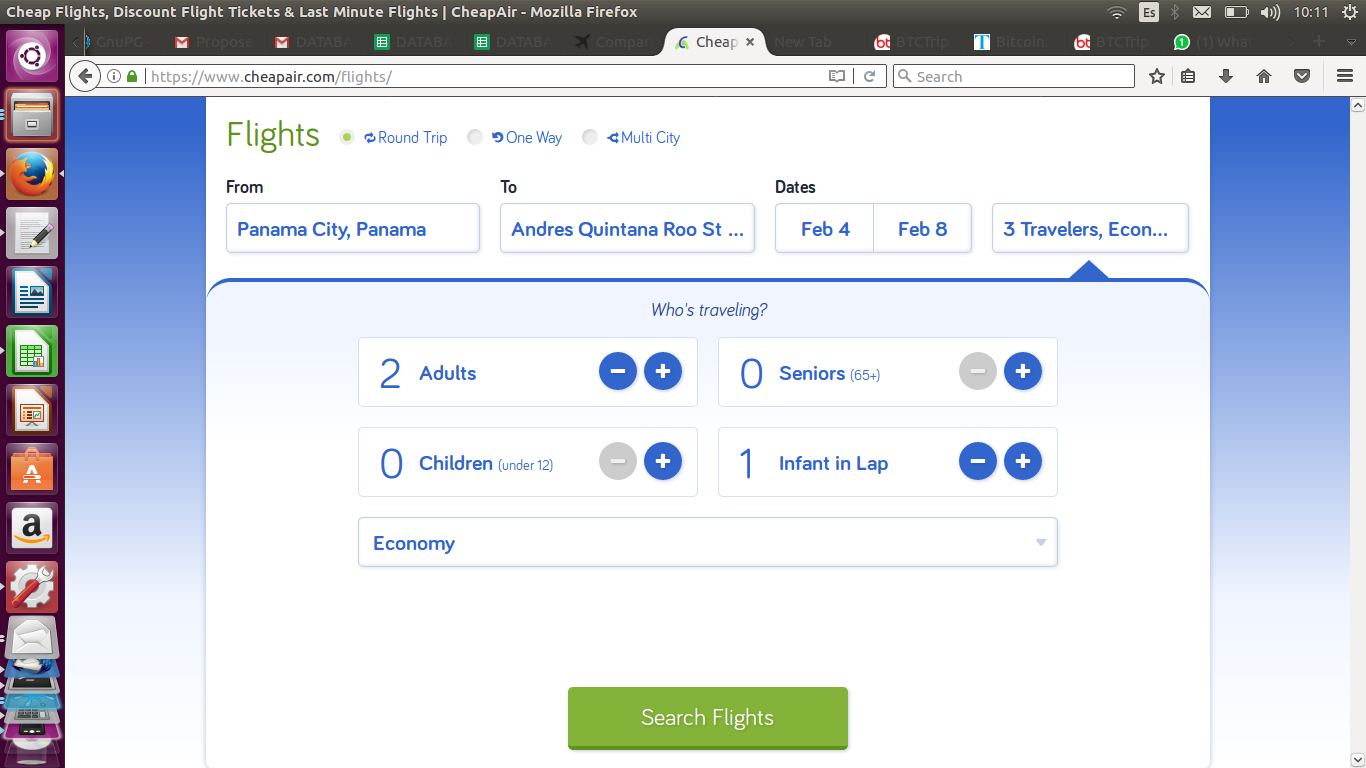 Cheap Flights, Discount Flight Tickets & Last Minute Flights | CheapAir - Mozilla Firefox
Es
10:11
GnuPG
Propose
DATABA
DATABA
DATABA
Compar
Cheap
New Tab
BTCTrip
Bitcoin
BTCTrip
(1) What
https://www.cheapair.com/flights/
Search
Flights
Round Trip
One Way
Multi City
From
To
Dates
Panama City, Panama
Andres Quintana Roo St ...
Feb 4
Feb 8
3 Travelers, Econ...
Who's traveling?
2 Adults
0 Seniors (65+)
0 Children (under 12)
1 Infant in Lap
Economy
Search Flights